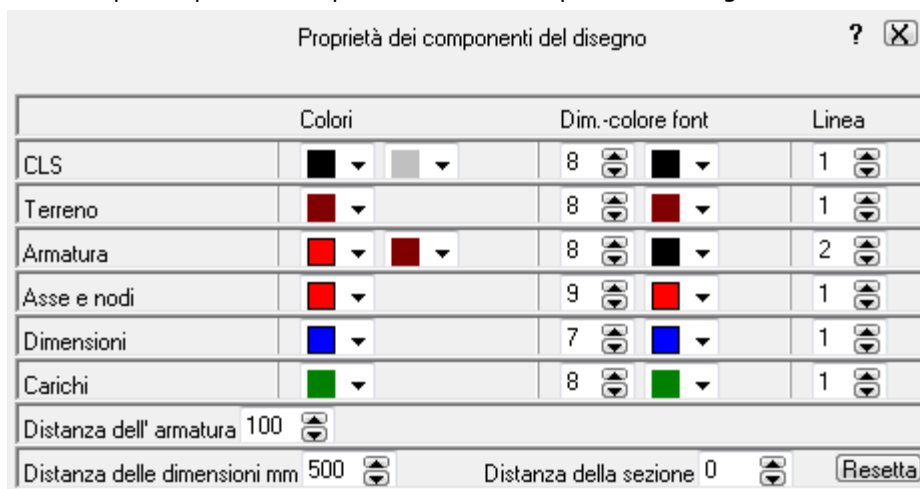 Proprietà dei componenti del disegno ? X
Colori Dim.-colore font Linea
CLS 8 1
Terreno 8 1
Armatura 8 2
Asse e nodi 9 1
Dimensioni 7 1
Carichi 8 1
Distanza dell' armatura 100
Distanza delle dimensioni mm 500 Distanza della sezione 0 Resetta